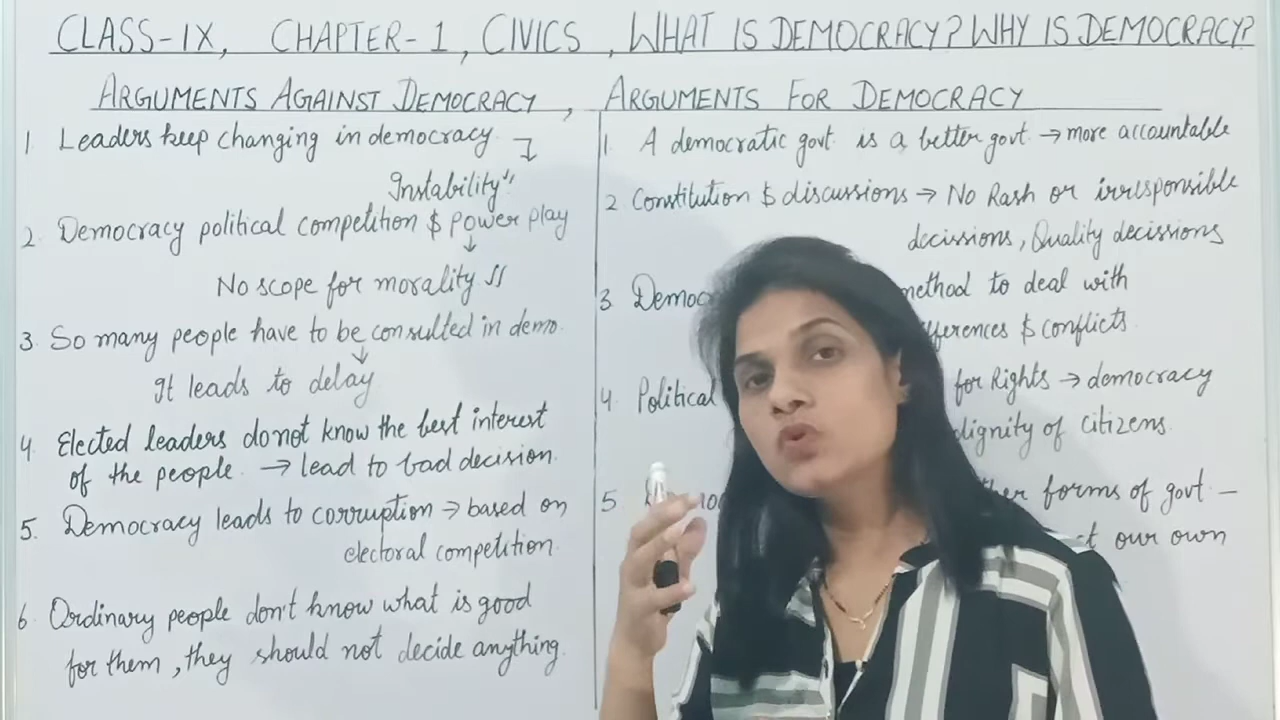 CLASS-IX, CHAPTER-1, CIVICS, WHAT IS DEMOCRACY? WHY IS DEMOCRACY?
ARGUMENTS AGAINST DEMOCRACY, ARGUMENTS FOR DEMOCRACY
1 Leaders keep changing in democracy
Instability"
2. Democracy political competition $ power play
↓
No scope for morality
3 So many people have to be consulted in demo.
↓
It leads to delay
4 Elected leaders do not know the best interest
of the people. → lead to bad decision.
5. Democracy leads to corruption → based on
electoral competition.
6 Ordinary people don't know what is good
for them, they should not decide anything.
1. A democratic govt. is a better govt → more accountable
2 Constitution $ discussions → No Rash or irresponsible
decissions, Quality decissions
3. method to deal with
$ conflicts.
4 Political for Rights → democracy
dignity of citizens.
5 forms of govt –
our own